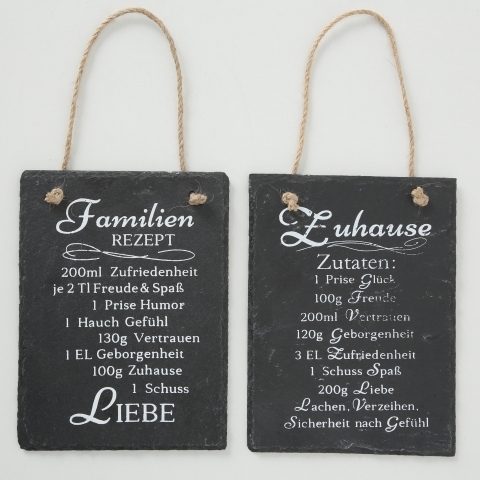 Familien
REZEPT
200ml Zufriedenheit
je 2 Tl Freude & Spaß
1 Prise Humor
1 Hauch Gefühl
130g Vertrauen
1 EL Geborgenheit
100g Zuhause
1 Schuss
LIEBE
Zuhause
Zutaten:
1 Prise Glück
100g Freude
200ml Vertrauen
120g Geborgenheit
3 EL Zufriedenheit
1 Schuss Spaß
200g Liebe
Lachen, Verzeihen,
Sicherheit nach Gefühl